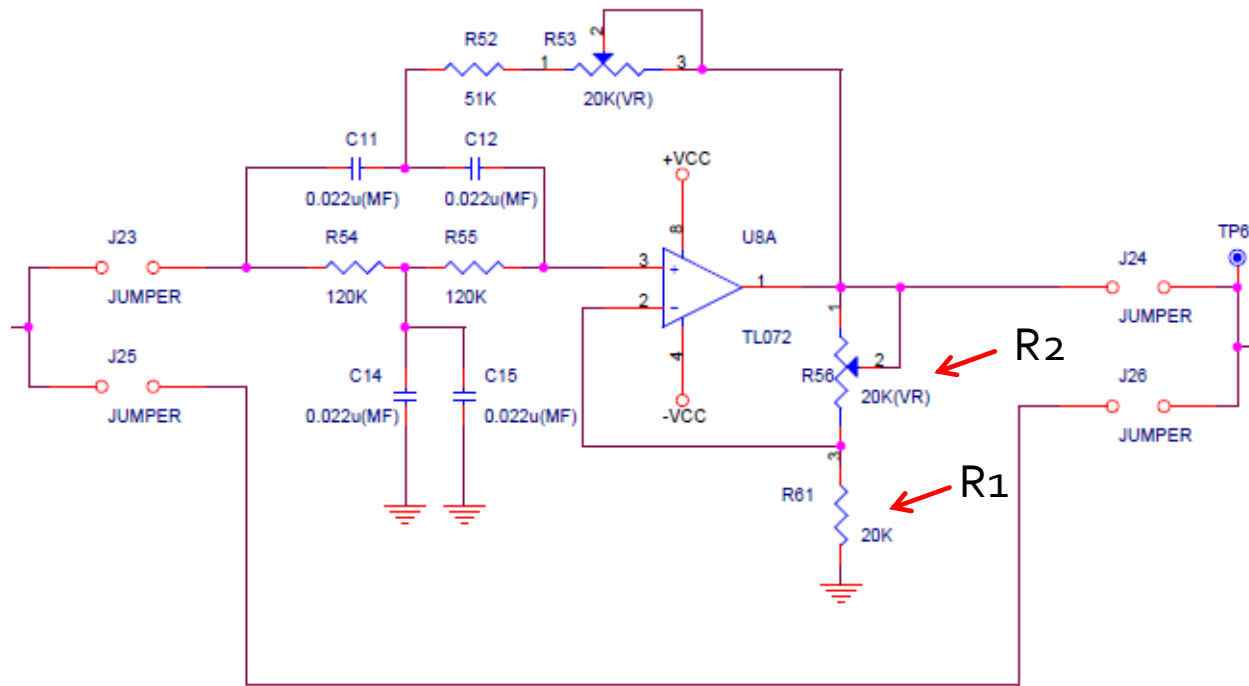 2
R52
R53
1
3
51K
20K(VR)
C11
C12
+VCC
0.022u(MF)
0.022u(MF)
8
J23
R54
R55
U8A
TP6
3
+
J24
JUMPER
120K
120K
2
-
1
1
JUMPER
TL072
R2
J25
C14
C15
4
R56
2
J26
JUMPER
0.022u(MF)
0.022u(MF)
-VCC
20K(VR)
JUMPER
3
R61
R1
20K